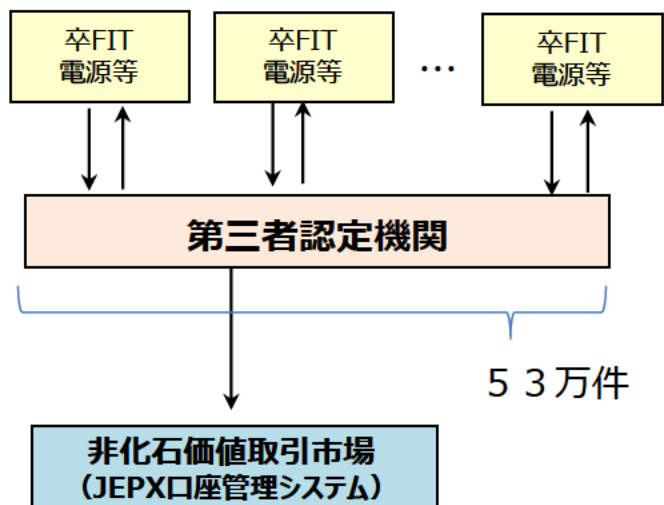 卒FIT
電源等
卒FIT
電源等
…
卒FIT
電源等
第三者認定機関
５３万件
非化石価値取引市場
（JEPX口座管理システム）